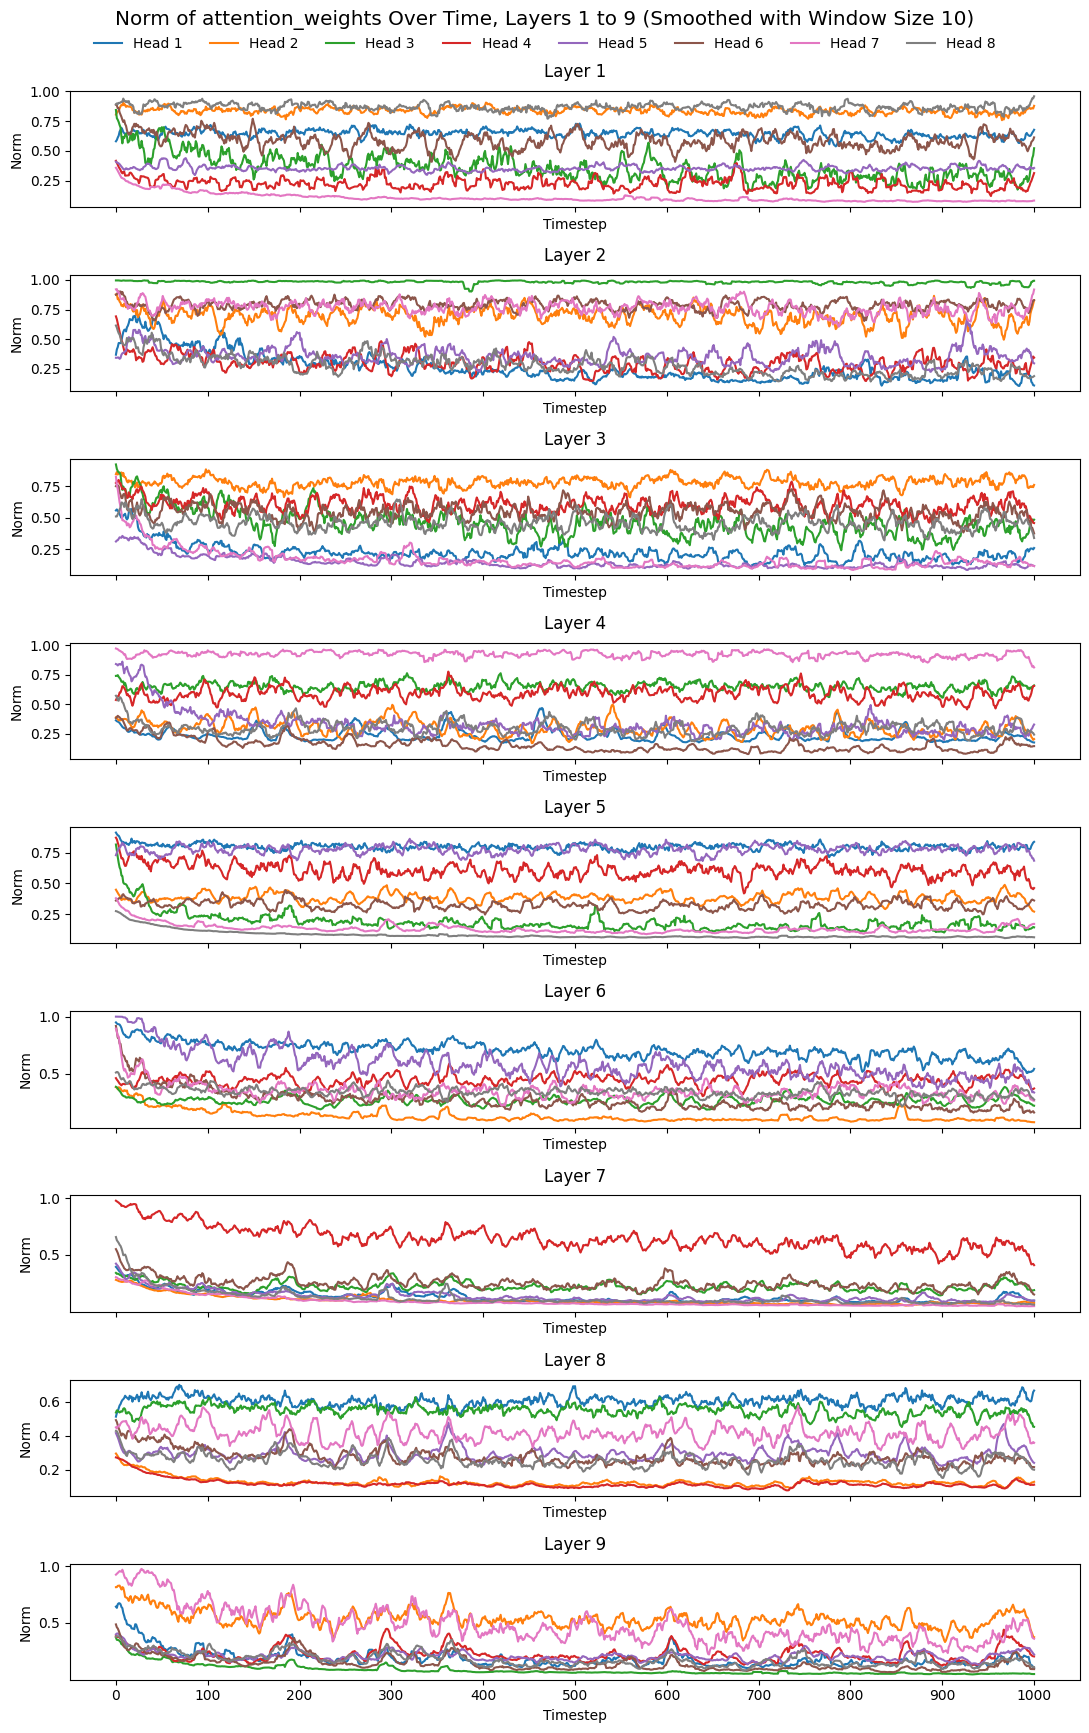 Norm of attention_weights Over Time, Layers 1 to 9 (Smoothed with Window Size 10)
Head 1 Head 2 Head 3 Head 4 Head 5 Head 6 Head 7 Head 8
Layer 1
1.00
0.75
0.50
0.25
Norm
Timestep
Layer 2
1.00
0.75
0.50
0.25
Norm
Timestep
Layer 3
0.75
0.50
0.25
Norm
Timestep
Layer 4
1.00
0.75
0.50
0.25
Norm
Timestep
Layer 5
0.75
0.50
0.25
Norm
Timestep
Layer 6
1.0
0.5
Norm
Timestep
Layer 7
1.0
0.5
Norm
Timestep
Layer 8
0.6
0.4
0.2
Norm
Timestep
Layer 9
1.0
0.5
Norm
0 100 200 300 400 500 600 700 800 900 1000
Timestep